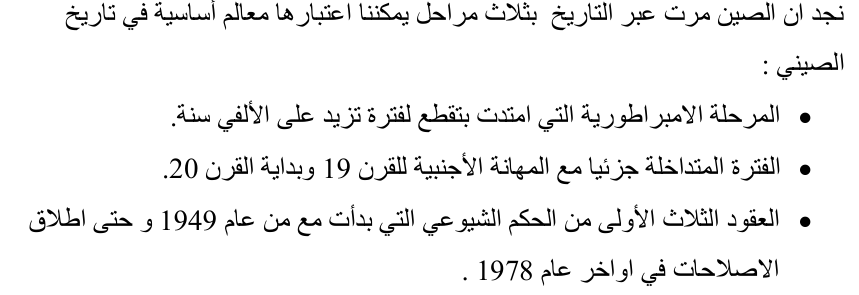 نجد ان الصين مرت عبر التاريخ بثلاث مراحل يمكننا اعتبارها معالم أساسية في تاريخ
الصيني :
• المرحلة الامبراطورية التي امتدت بتقطع لفترة تزيد على الألفي سنة.
• الفترة المتداخلة جزئيا مع المهانة الأجنبية للقرن 19 وبداية القرن 20.
• العقود الثلاث الأولى من الحكم الشيوعي التي بدأت مع من عام 1949 و حتى اطلاق
الاصلاحات في اواخر عام 1978 .